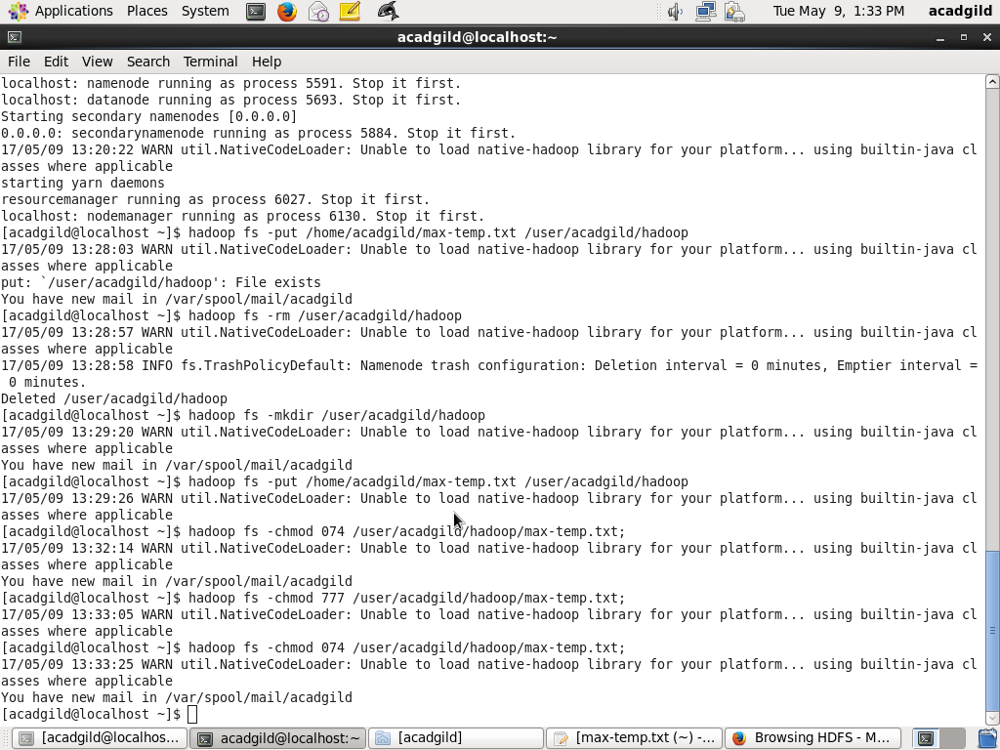 Applications Places System Tue May 9, 1:33 PM acadgild
acadgild@localhost:~
File Edit View Search Terminal Help
localhost: namenode running as process 5591. Stop it first.
localhost: datanode running as process 5693. Stop it first.
Starting secondary namenodes [0.0.0.0]
0.0.0.0: secondarynamenode running as process 5884. Stop it first.
17/05/09 13:20:22 WARN util.NativeCodeLoader: Unable to load native-hadoop library for your platform... using builtin-java cl
asses where applicable
starting yarn daemons
resourcemanager running as process 6027. Stop it first.
localhost: nodemanager running as process 6130. Stop it first.
[acadgild@localhost ~]$ hadoop fs -put /home/acadgild/max-temp.txt /user/acadgild/hadoop
17/05/09 13:28:03 WARN util.NativeCodeLoader: Unable to load native-hadoop library for your platform... using builtin-java cl
asses where applicable
put: `/user/acadgild/hadoop': File exists
You have new mail in /var/spool/mail/acadgild
[acadgild@localhost ~]$ hadoop fs -rm /user/acadgild/hadoop
17/05/09 13:28:57 WARN util.NativeCodeLoader: Unable to load native-hadoop library for your platform... using builtin-java cl
asses where applicable
17/05/09 13:28:58 INFO fs.TrashPolicyDefault: Namenode trash configuration: Deletion interval = 0 minutes, Emptier interval =
 0 minutes.
Deleted /user/acadgild/hadoop
[acadgild@localhost ~]$ hadoop fs -mkdir /user/acadgild/hadoop
17/05/09 13:29:20 WARN util.NativeCodeLoader: Unable to load native-hadoop library for your platform... using builtin-java cl
asses where applicable
You have new mail in /var/spool/mail/acadgild
[acadgild@localhost ~]$ hadoop fs -put /home/acadgild/max-temp.txt /user/acadgild/hadoop
17/05/09 13:29:26 WARN util.NativeCodeLoader: Unable to load native-hadoop library for your platform... using builtin-java cl
asses where applicable
[acadgild@localhost ~]$ hadoop fs -chmod 074 /user/acadgild/hadoop/max-temp.txt;
17/05/09 13:32:14 WARN util.NativeCodeLoader: Unable to load native-hadoop library for your platform... using builtin-java cl
asses where applicable
You have new mail in /var/spool/mail/acadgild
[acadgild@localhost ~]$ hadoop fs -chmod 777 /user/acadgild/hadoop/max-temp.txt;
17/05/09 13:33:05 WARN util.NativeCodeLoader: Unable to load native-hadoop library for your platform... using builtin-java cl
asses where applicable
[acadgild@localhost ~]$ hadoop fs -chmod 074 /user/acadgild/hadoop/max-temp.txt;
17/05/09 13:33:25 WARN util.NativeCodeLoader: Unable to load native-hadoop library for your platform... using builtin-java cl
asses where applicable
You have new mail in /var/spool/mail/acadgild
[acadgild@localhost ~]$
[acadgild@localhos... acadgild@localhost:~ [acadgild] [max-temp.txt (~) -... Browsing HDFS - M...